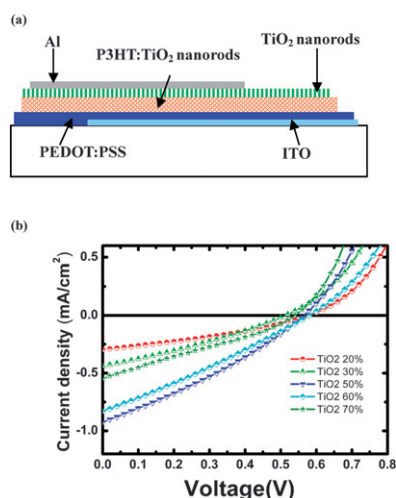 (a)
Al
P3HT:TiO₂ nanorods
TiO₂ nanorods
PEDOT:PSS
ITO
(b)
Current density (mA/cm²)
0.5
0.0
-0.5
-1.0
TiO2 20%
TiO2 30%
TiO2 50%
TiO2 60%
TiO2 70%
0.0 0.1 0.2 0.3 0.4 0.5 0.6 0.7 0.8
Voltage(V)